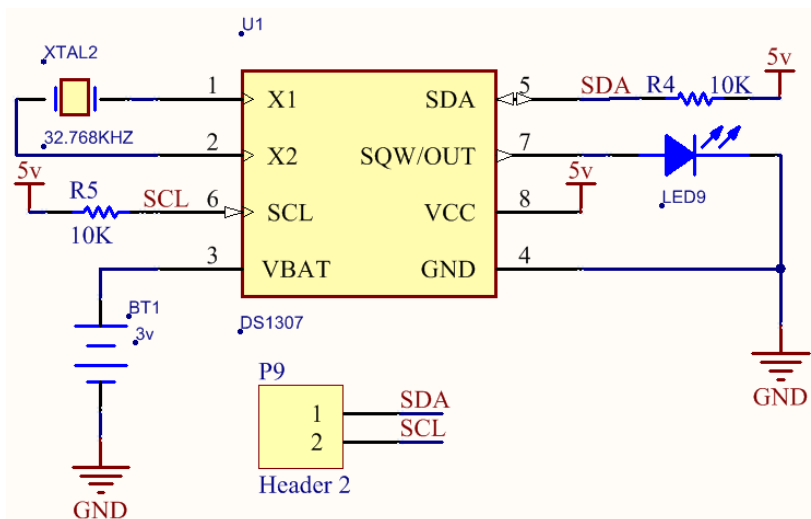 U1
XTAL2
32.768KHZ
1
2
6
3
X1
X2
SCL
VBAT
SDA
SQW/OUT
VCC
GND
5
7
8
4
SDA
R4
10K
5v
5v
R5
SCL
10K
5v
LED9
BT1
3v
DS1307
GND
GND
P9
1
2
SDA
SCL
Header 2